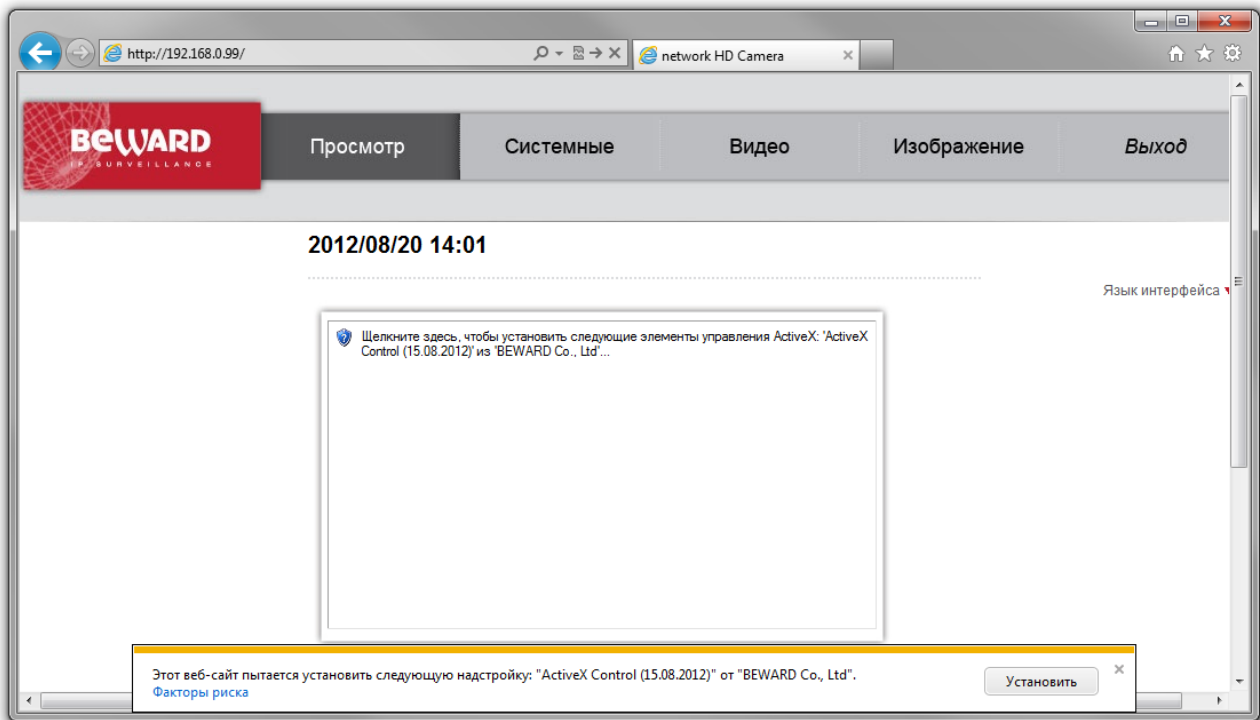 http://192.168.0.99/
network HD Camera
BEWARD
IP SURVEILLANCE
Просмотр
Системные
Видео
Изображение
Выход
2012/08/20 14:01
Язык интерфейса
Щелкните здесь, чтобы установить следующие элементы управления ActiveX: 'ActiveX
Control (15.08.2012)' из 'BEWARD Co., Ltd'...
Этот веб-сайт пытается установить следующую надстройку: "ActiveX Control (15.08.2012)" от "BEWARD Co., Ltd".
Факторы риска
Установить